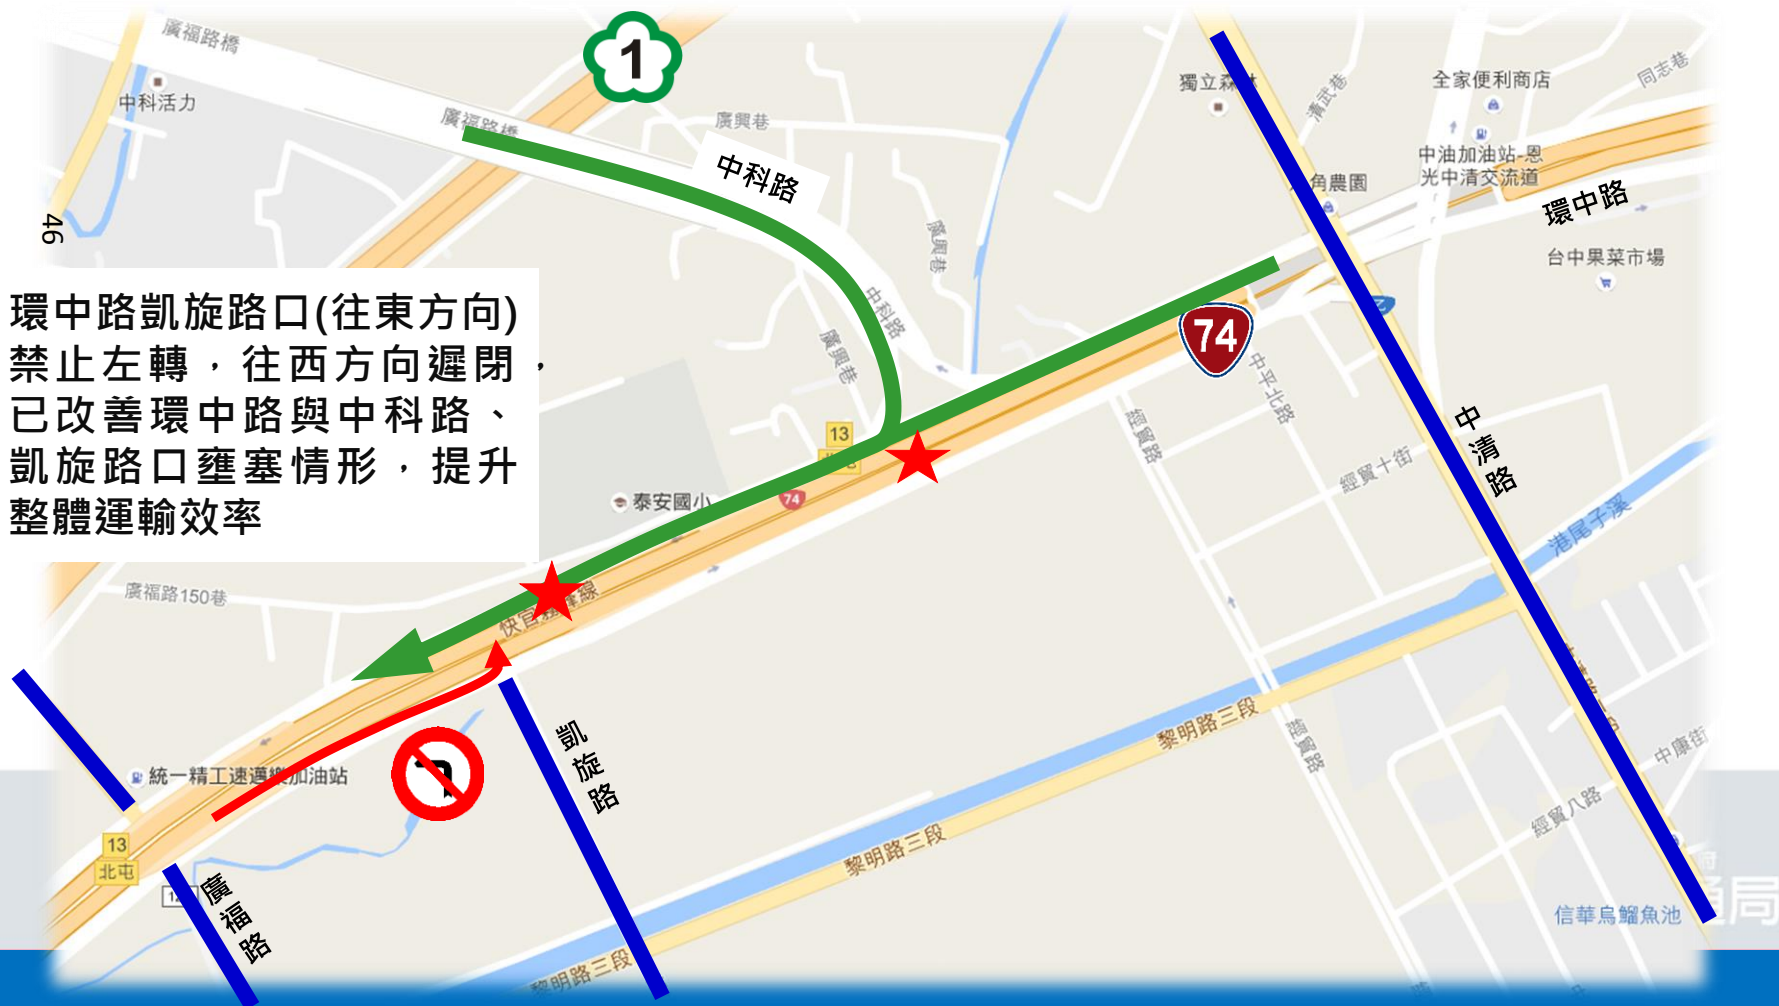 廣福路橋
1
中科活力
廣福路橋
廣興巷
中科路
獨立森林
溝武巷
全家便利商店
同志巷
中油加油站-恩
光中清交流道
角農園
環中路
台中果菜市場
46
廣興巷
中科路
廣興巷
環中路凱旋路口(往東方向)
禁止左轉，往西方向遲閉，
已改善環中路與中科路、
凱旋路口壅塞情形，提升
整體運輸效率
74
中平北路
經貿路
中清路
經貿十街
港尾子溪
13
泰安國小
74
廣福路150巷
快官霧峰線
凱旋路
黎明路三段
經貿路
中康街
統一精工速邁樂加油站
經貿八路
13
北屯
黎明路三段
廣福路
信華烏鰡魚池
局
黎明路三段